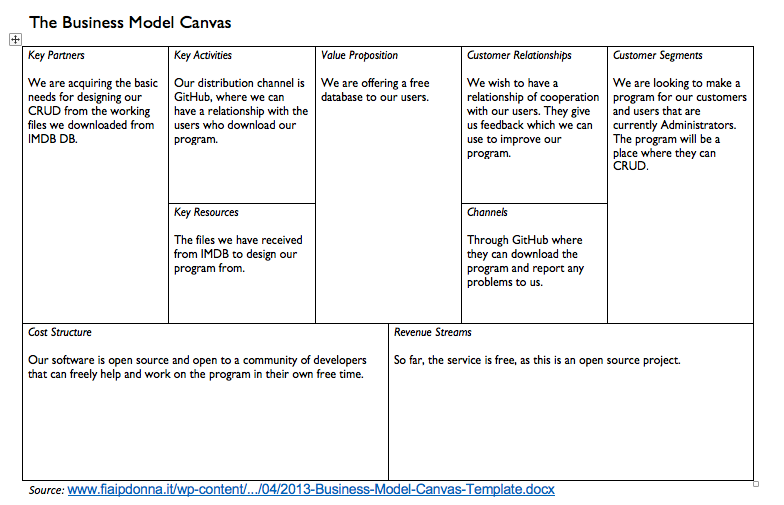 The Business Model Canvas
Key Partners
We are acquiring the basic
needs for designing our
CRUD from the working
files we downloaded from
IMDB DB.
Key Activities
Our distribution channel is
GitHub, where we can
have a relationship with the
users who download our
program.
Key Resources
The files we have received
from IMDB to design our
program from.
Value Proposition
We are offering a free
database to our users.
Customer Relationships
We wish to have a
relationship of cooperation
with our users. They give
us feedback which we can
use to improve our
program.
Channels
Through GitHub where
they can download the
program and report any
problems to us.
Customer Segments
We are looking to make a
program for our customers
and users that are
currently Administrators.
The program will be a
place where they can
CRUD.
Cost Structure
Our software is open source and open to a community of developers
that can freely help and work on the program in their own free time.
Revenue Streams
So far, the service is free, as this is an open source project.
Source: www.fiaipdonna.it/wp-content/.../04/2013-Business-Model-Canvas-Template.docx